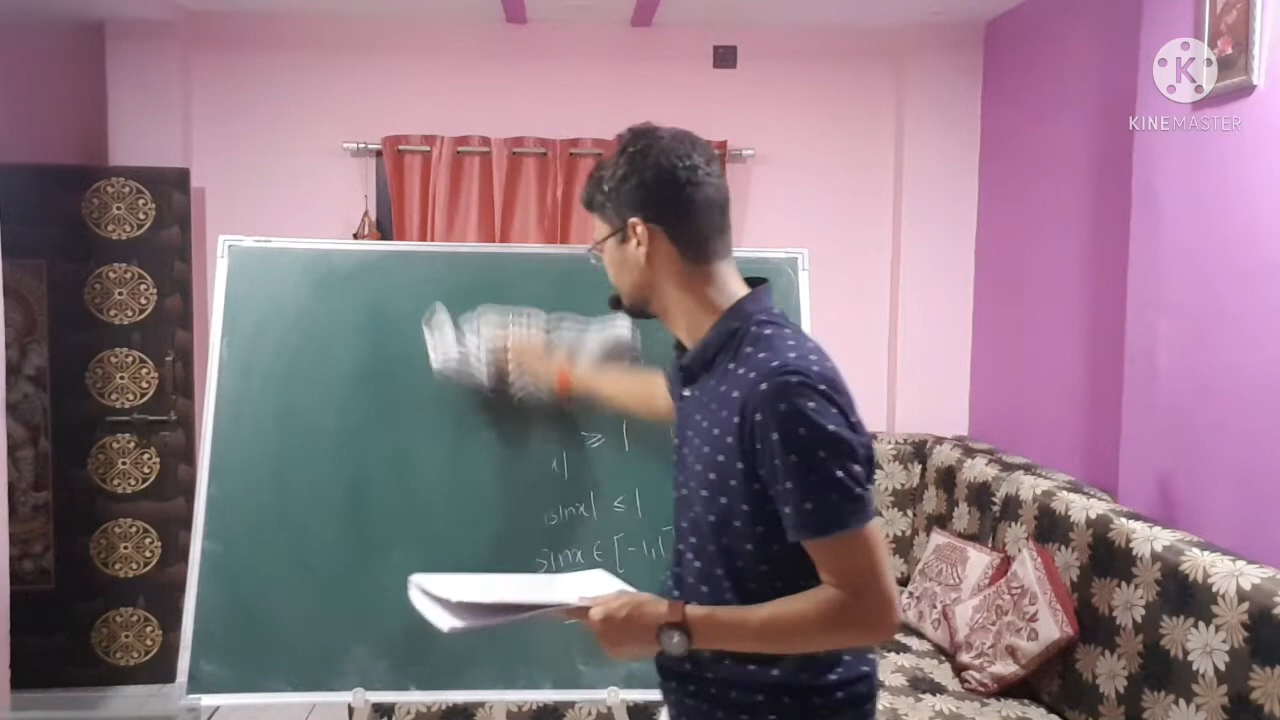 K
KINEMASTER
≥ 1
x|
sinx| ≤ 1
sinx ∈ [-1,1]